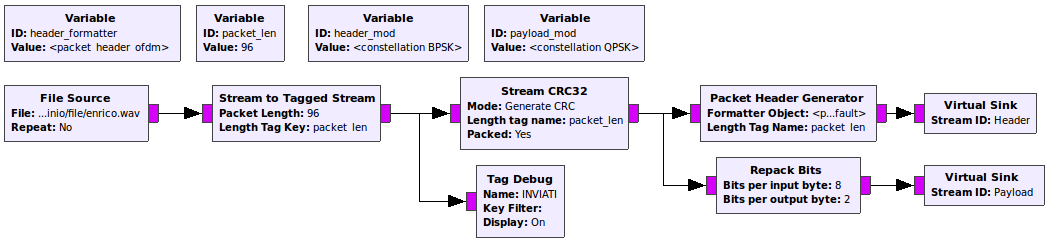 Variable
ID: header_formatter
Value: <packet_header_ofdm>
Variable
ID: packet_len
Value: 96
Variable
ID: header_mod
Value: <constellation BPSK>
Variable
ID: payload_mod
Value: <constellation QPSK>
File Source
File: ...inio/file/enrico.wav
Repeat: No
Stream to Tagged Stream
Packet Length: 96
Length Tag Key: packet_len
Stream CRC32
Mode: Generate CRC
Length tag name: packet_len
Packed: Yes
Packet Header Generator
Formatter Object: <p...fault>
Length Tag Name: packet_len
Virtual Sink
Stream ID: Header
Tag Debug
Name: INVIATI
Key Filter:
Display: On
Repack Bits
Bits per input byte: 8
Bits per output byte: 2
Virtual Sink
Stream ID: Payload